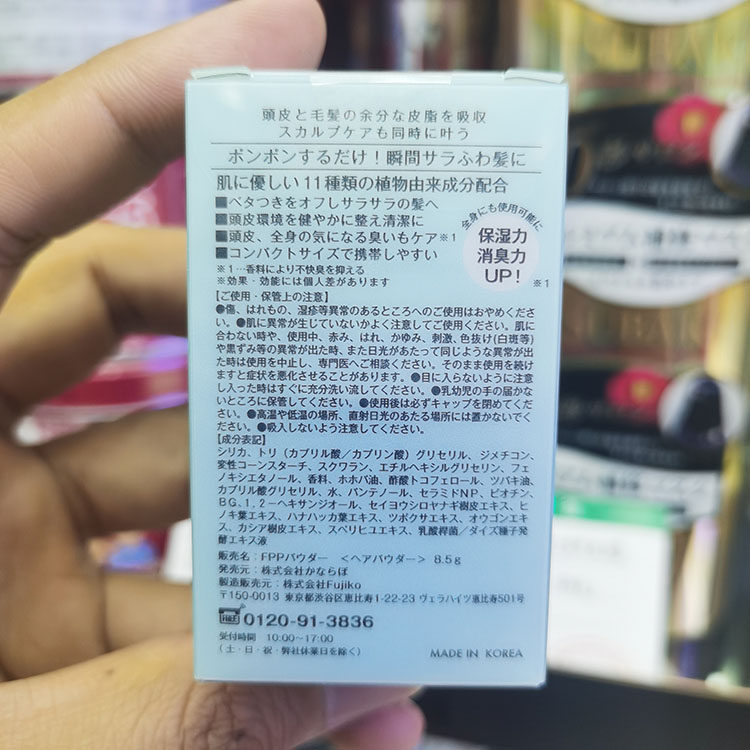 頭皮と毛髪の余分な皮脂を吸収
スカルプケアも同時に叶う
ポンポンするだけ！瞬間サラふわ髪に
肌に優しい11種類の植物由来成分配合
■ベタつきをオフしサラサラの髪へ
■頭皮環境を健やかに整え清潔に
■頭皮、全身の気になる臭いもケア※1
■コンパクトサイズで携帯しやすい
全身にも使用可能に
保湿力
消臭力
UP!
※1
※1…香料により不快臭を抑える
※効果・効能には個人差があります
【ご使用・保管上の注意】
●傷、はれもの、湿疹等異常のあるところへのご使用はおやめくださ
い。●肌に異常が生じていないかよく注意してご使用ください。肌に
合わない時や、使用中、赤み、はれ、かゆみ、刺激、色抜け(白斑等)
や黒ずみ等の異常が出た時、また日光があたって同じような異常が出
た時は使用を中止し、専門医へご相談ください。そのまま使用を続け
ますと症状を悪化させることがあります。●目に入らないように注意
し入った時はすぐに充分洗い流してください。●乳幼児の手の届かな
いところに保管してください。●使用後は必ずキャップを閉めてくださ
い。●高温や低温の場所、直射日光のあたる場所には置かないでく
ださい。●吸入しないよう注意してください。
【成分表記】
シリカ、トリ（カプリル酸／カプリン酸）グリセリル、ジメチコン、
変性コーンスターチ、スクワラン、エチルヘキシルグリセリン、フェ
ノキシエタノール、香料、ホホバ油、酢酸トコフェロール、ツバキ油、
カプリル酸グリセリル、水、パンテノール、セラミドNP、ビオチン、
BG、1,2－ヘキサンジオール、セイヨウシロヤナギ樹皮エキス、ヒ
ノキ葉エキス、ハナハッカ葉エキス、ツボクサエキス、オウゴンエキ
ス、カシア樹皮エキス、スベリヒユエキス、乳酸桿菌／ダイズ種子発
酵エキス液
販売名：FPPパウダー ＜ヘアパウダー＞ 8.5g
発売元：株式会社かならぼ
製造販売元：株式会社Fujiko
〒150-0013 東京都渋谷区恵比寿1-22-23 ヴェラハイツ恵比寿501号
0120-91-3836
受付時間 10:00～17:00
（土・日・祝・弊社休業日を除く）
MADE IN KOREA